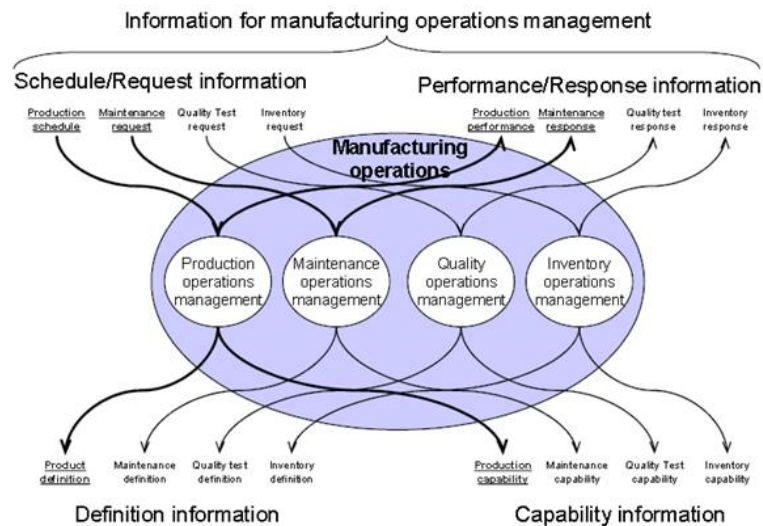 Information for manufacturing operations management
Schedule/Request information
Performance/Response information
Production
schedule
Maintenance
request
Quality Test
request
Inventory
request
Production
performance
Maintenance
response
Quality test
response
Inventory
response
Manufacturing
operations
Production
operations
management
Maintenance
operations
management
Quality
operations
management
Inventory
operations
management
Product
definition
Maintenance
definition
Quality test
definition
Inventory
definition
Production
capability
Maintenance
capability
Quality Test
capability
Inventory
capability
Definition information
Capability information